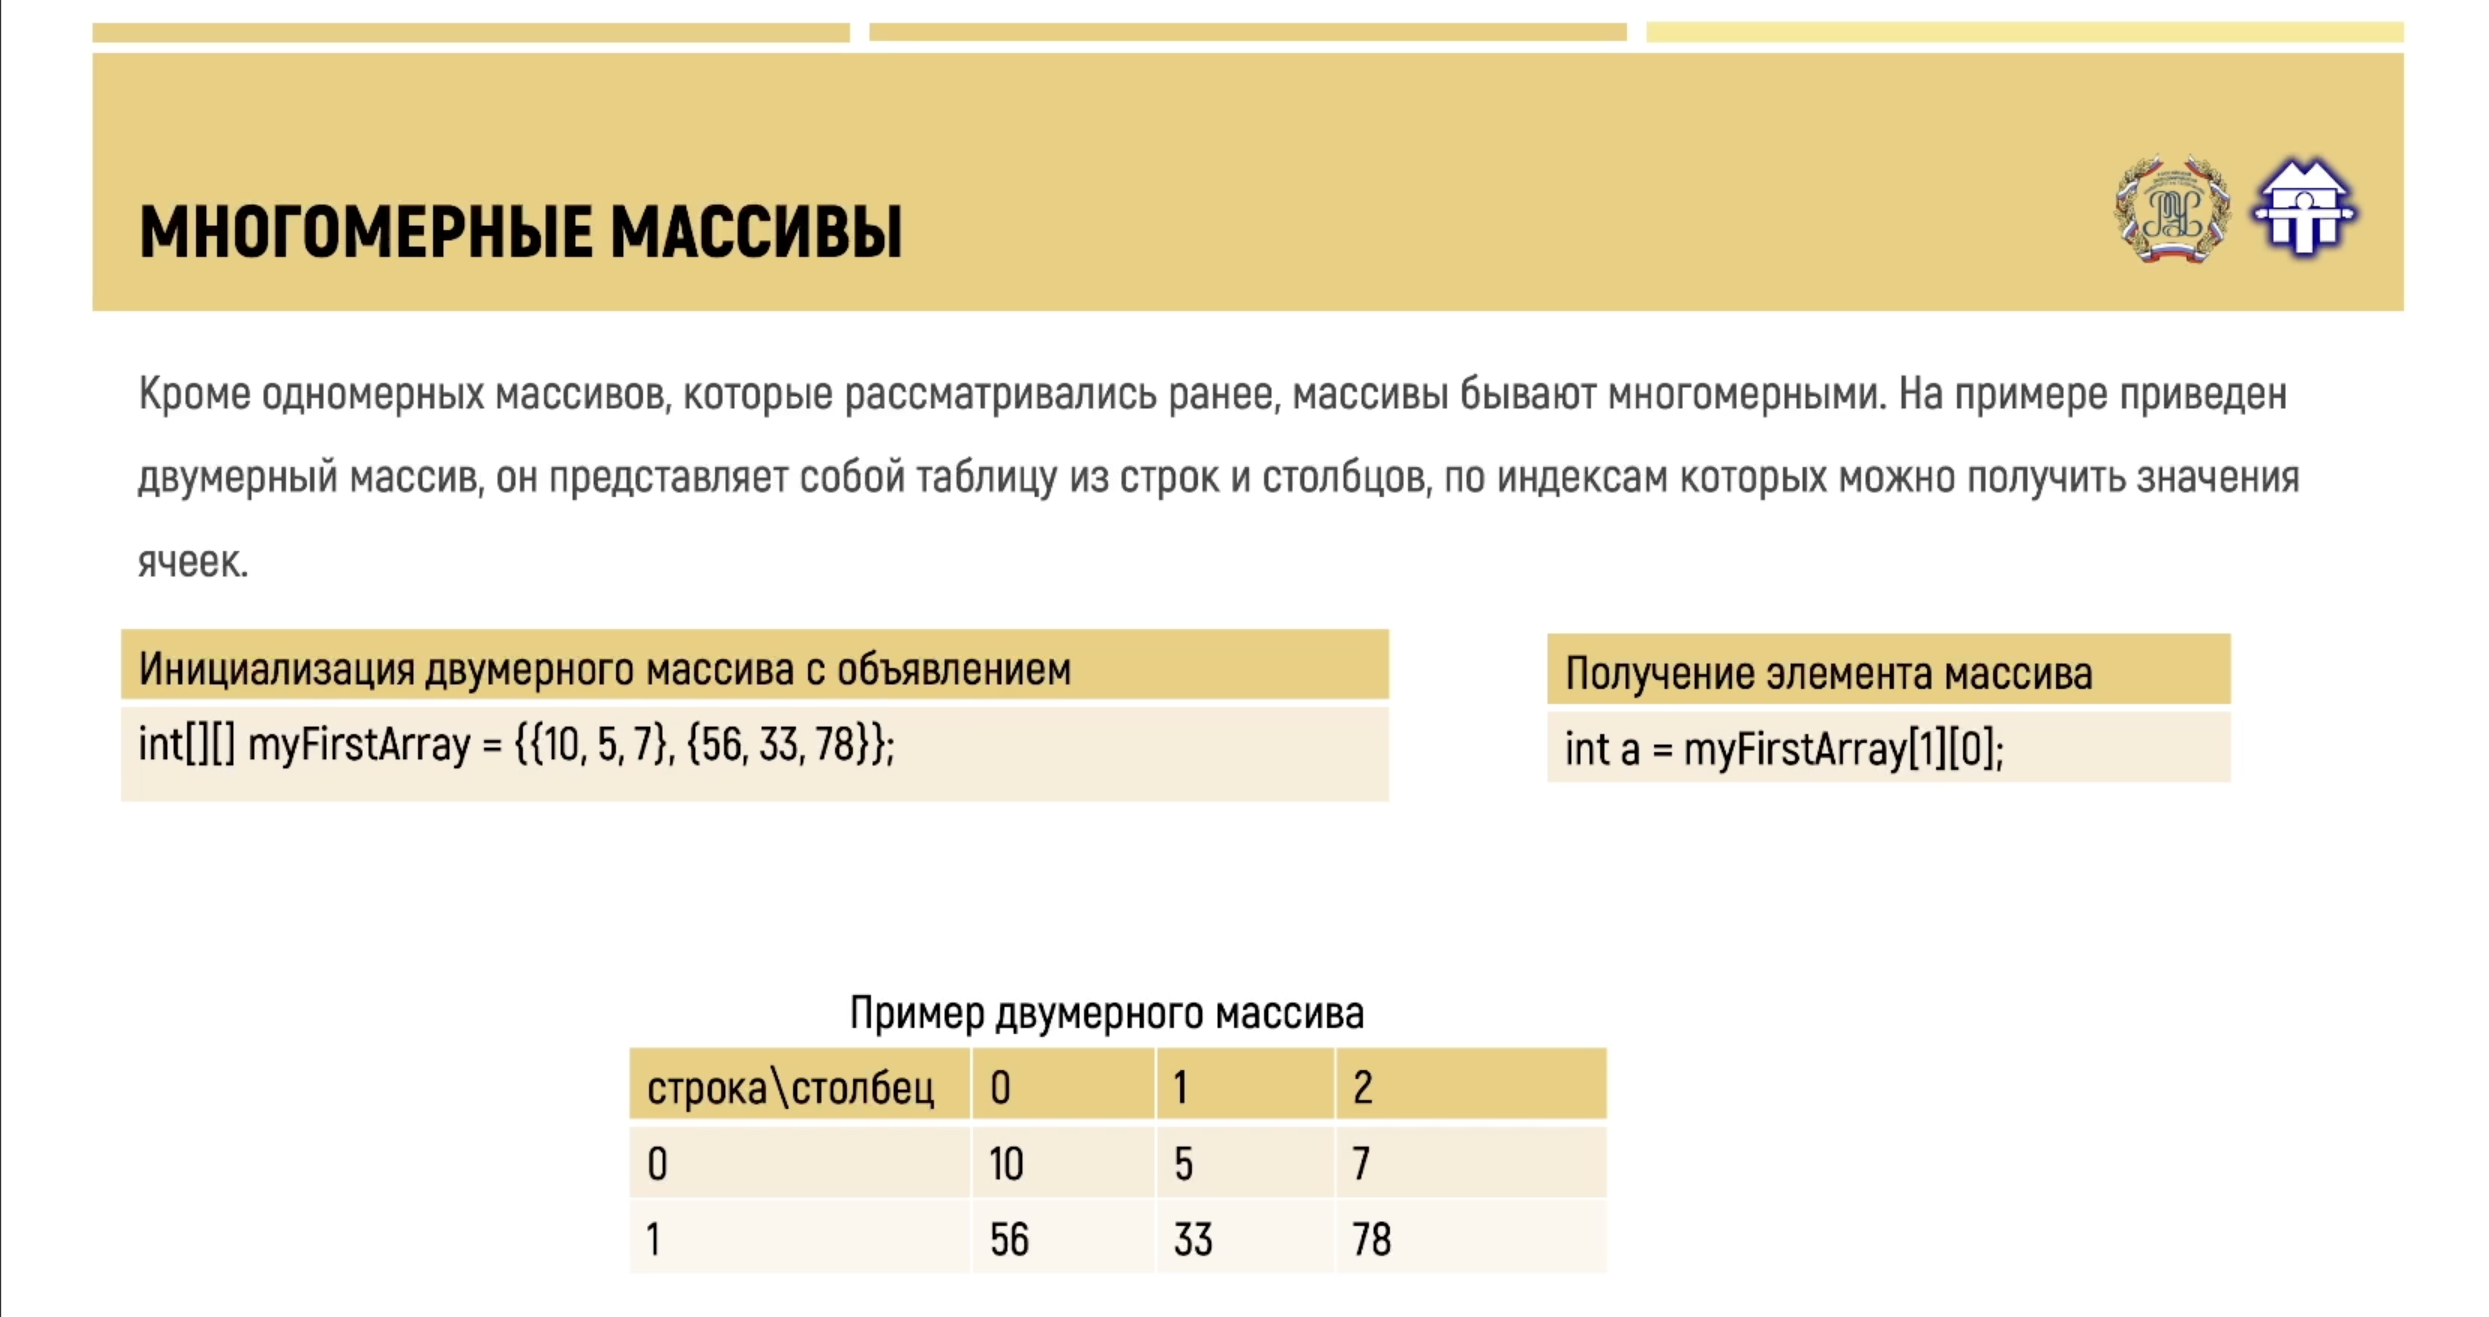 МНОГОМЕРНЫЕ МАССИВЫ
Кроме одномерных массивов, которые рассматривались ранее, массивы бывают многомерными. На примере приведен
двумерный массив, он представляет собой таблицу из строк и столбцов, по индексам которых можно получить значения
ячеек.
Инициализация двумерного массива с объявлением
int[][] myFirstArray = {{10, 5, 7}, {56, 33, 78}};
Получение элемента массива
int a = myFirstArray[1][0];
Пример двумерного массива
строка\столбец 0 1 2
0 10 5 7
1 56 33 78